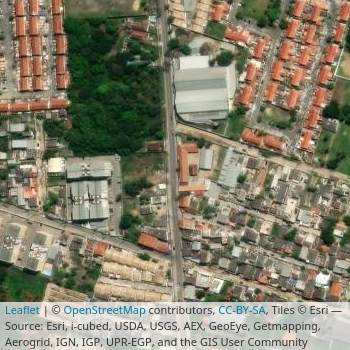 Leaflet | © OpenStreetMap contributors, CC-BY-SA, Tiles © Esri —
Source: Esri, i-cubed, USDA, USGS, AEX, GeoEye, Getmapping,
Aerogrid, IGN, IGP, UPR-EGP, and the GIS User Community